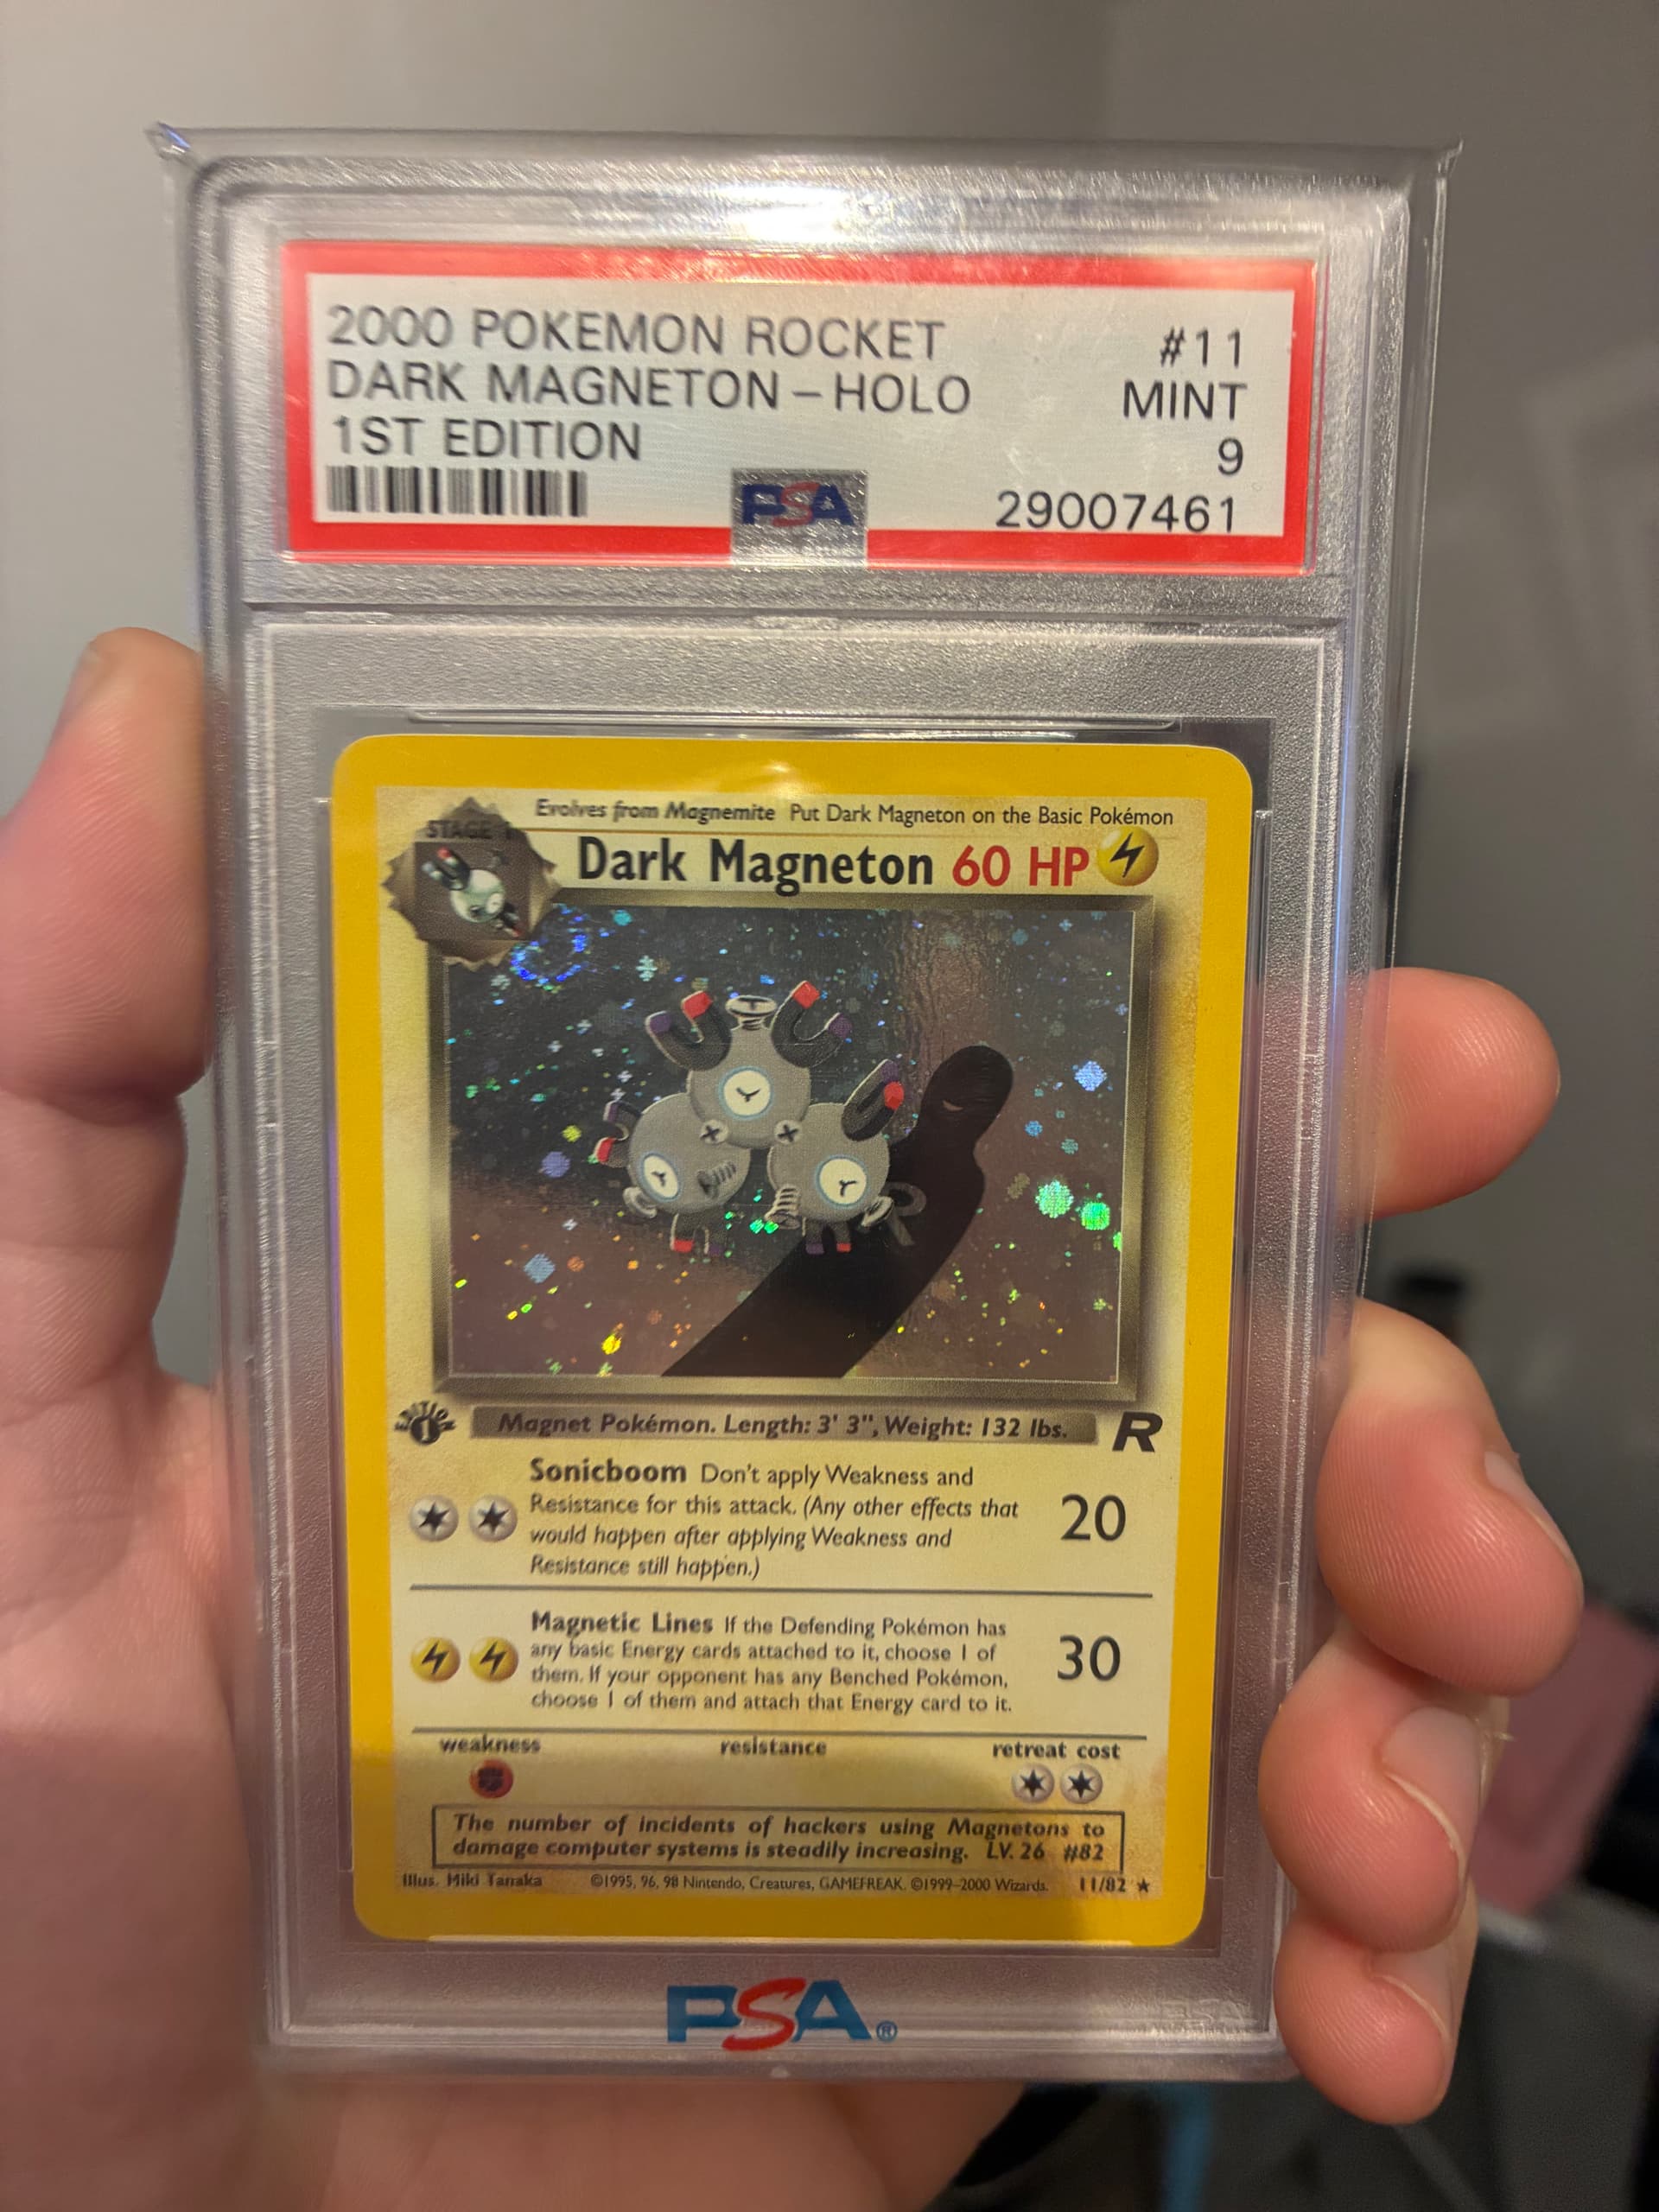 2000 POKEMON ROCKET #11
DARK MAGNETON – HOLO MINT
1ST EDITION 9
PSA 29007461
Evolves from Magnemite Put Dark Magneton on the Basic Pokémon
STAGE 1
Dark Magneton 60 HP
R
EDITION 1
Magnet Pokémon. Length: 3' 3", Weight: 132 lbs. R
Sonicboom Don't apply Weakness and
Resistance for this attack. (Any other effects that
would happen after applying Weakness and
Resistance still happen.)
20
Magnetic Lines If the Defending Pokémon has
any basic Energy cards attached to it, choose 1 of
them. If your opponent has any Benched Pokémon,
choose 1 of them and attach that Energy card to it.
30
weakness resistance retreat cost
The number of incidents of hackers using Magnetons to
damage computer systems is steadily increasing. LV. 26 #82
Illus. Miki Tanaka ©1995, 96, 98 Nintendo, Creatures, GAMEFREAK. ©1999–2000 Wizards. 11/82 ★
PSA®